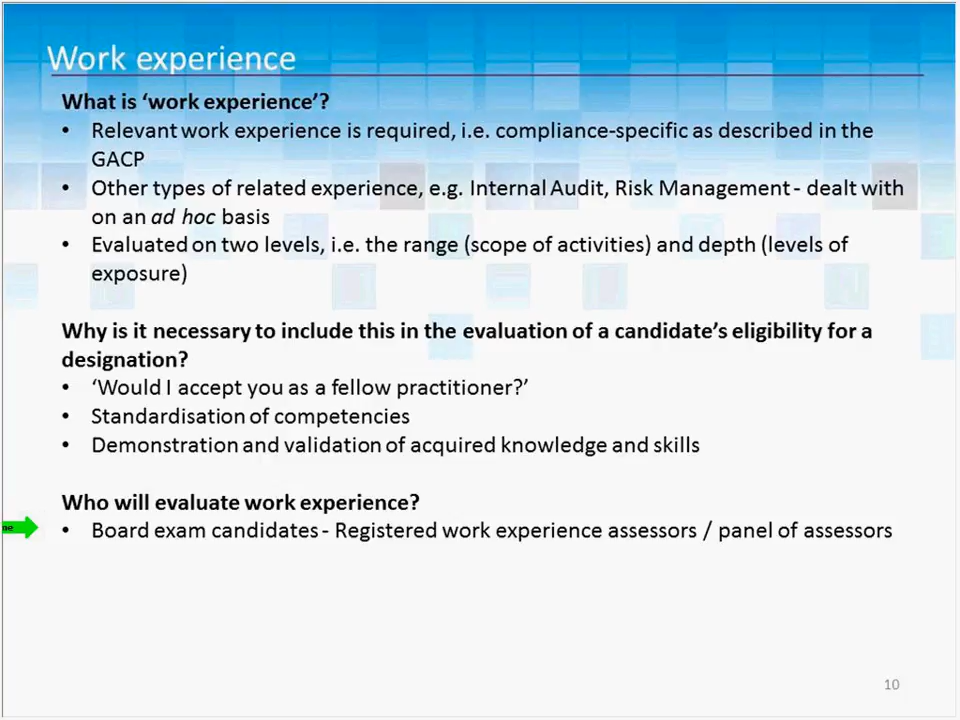 Work experience
What is ‘work experience’?
• Relevant work experience is required, i.e. compliance-specific as described in the
GACP
• Other types of related experience, e.g. Internal Audit, Risk Management - dealt with
on an ad hoc basis
• Evaluated on two levels, i.e. the range (scope of activities) and depth (levels of
exposure)
Why is it necessary to include this in the evaluation of a candidate’s eligibility for a
designation?
• ‘Would I accept you as a fellow practitioner?’
• Standardisation of competencies
• Demonstration and validation of acquired knowledge and skills
Who will evaluate work experience?
• Board exam candidates - Registered work experience assessors / panel of assessors
10